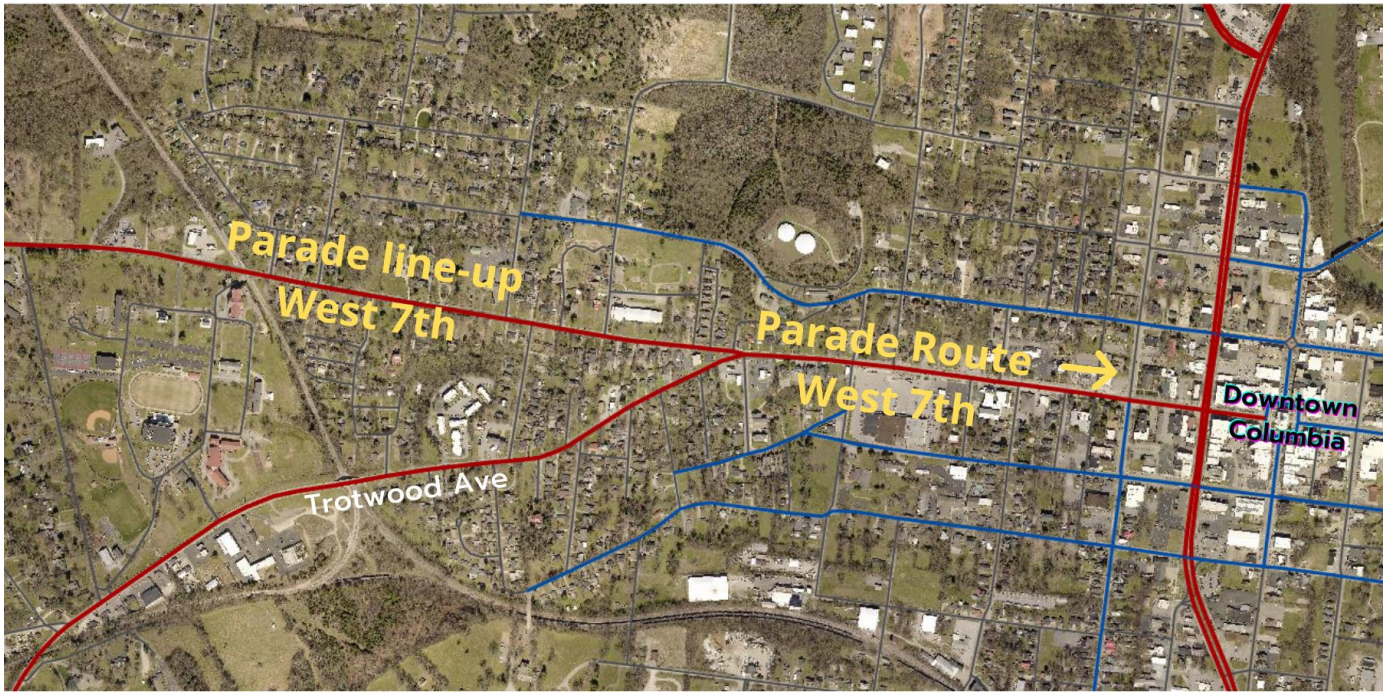 Parade line-up
West 7th
Parade Route →
West 7th
Downtown
Columbia
Trotwood Ave